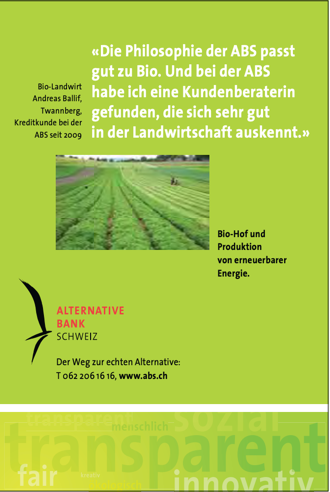 «Die Philosophie der ABS passt
gut zu Bio. Und bei der ABS
habe ich eine Kundenberaterin
gefunden, die sich sehr gut
in der Landwirtschaft auskennt.»
Bio-Landwirt
Andreas Ballif,
Twannberg,
Kreditkunde bei der
ABS seit 2009
Bio-Hof und
Produktion
von erneuerbarer
Energie.
ALTERNATIVE
BANK
SCHWEIZ
Der Weg zur echten Alternative:
T 062 206 16 16, www.abs.ch
transparent
menschlich
sozial
transparent
fair
innovativ